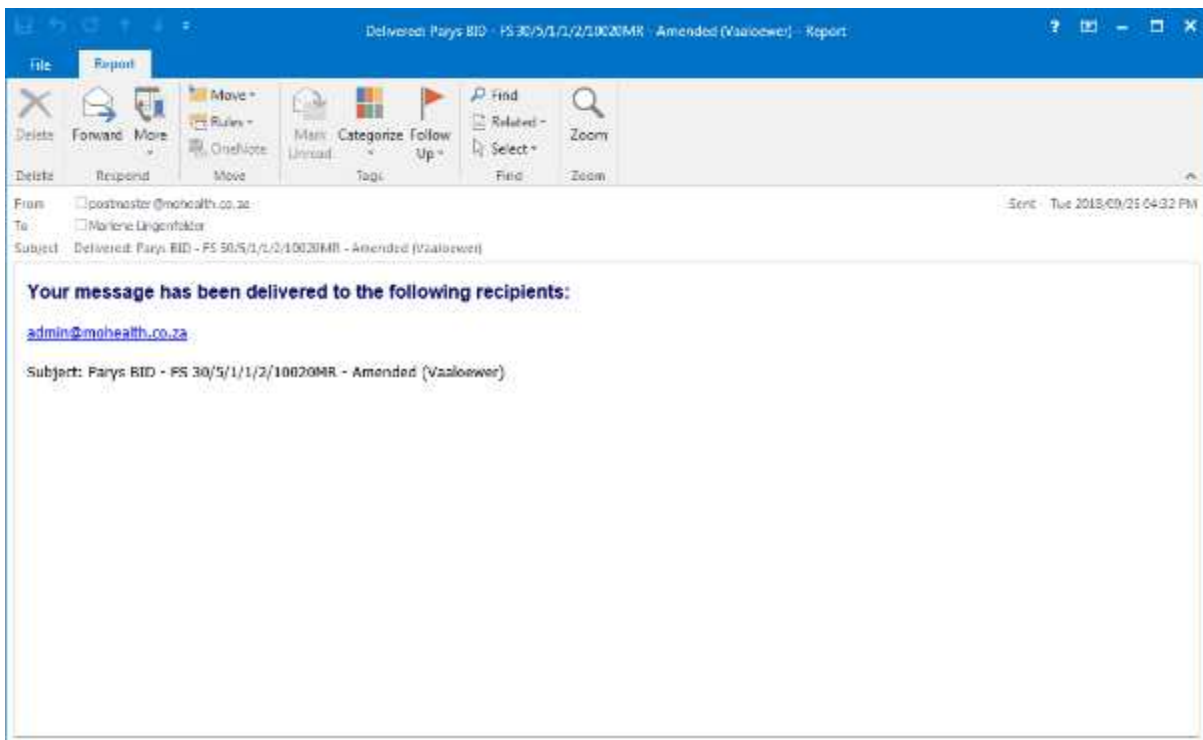 Delivered: Parys BID - FS 30/5/1/1/2/10020MR - Amended (Vaaloewer) - Report
File Report
Delete Forward More Move Rules OneNote Mark Unread Categorize Follow Up Find Related Select Zoom
Delete Respond Move Tags Find Zoom
From postmaster@mohealth.co.za Sent Tue 2018/09/25 04:32 PM
To Marlene Lingenfelder
Subject Delivered: Parys BID - FS 30/5/1/1/2/10020MR - Amended (Vaaloewer)
Your message has been delivered to the following recipients:
admin@mohealth.co.za
Subject: Parys BID - FS 30/5/1/1/2/10020MR - Amended (Vaaloewer)